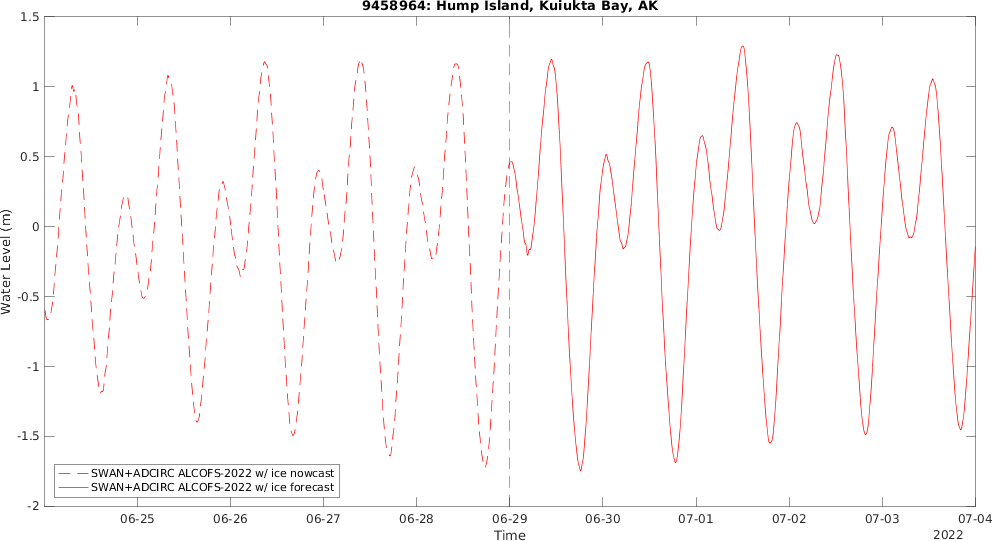 9458964: Hump Island, Kuiukta Bay, AK
1.5
1
0.5
0
-0.5
-1
-1.5
-2
Water Level (m)
SWAN+ADCIRC ALCOFS-2022 w/ ice nowcast
SWAN+ADCIRC ALCOFS-2022 w/ ice forecast
06-25 06-26 06-27 06-28 06-29 06-30 07-01 07-02 07-03 07-04
Time
2022